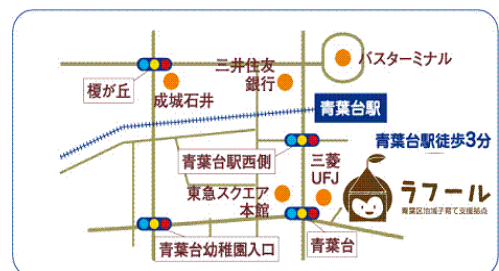 バスターミナル
三井住友
銀行
榎が丘
成城石井
青葉台駅
青葉台駅徒歩3分
青葉台駅西側
三菱
UFJ
ラフール
青葉区地域子育て支援拠点
東急スクエア
本館
青葉台幼稚園入口
青葉台